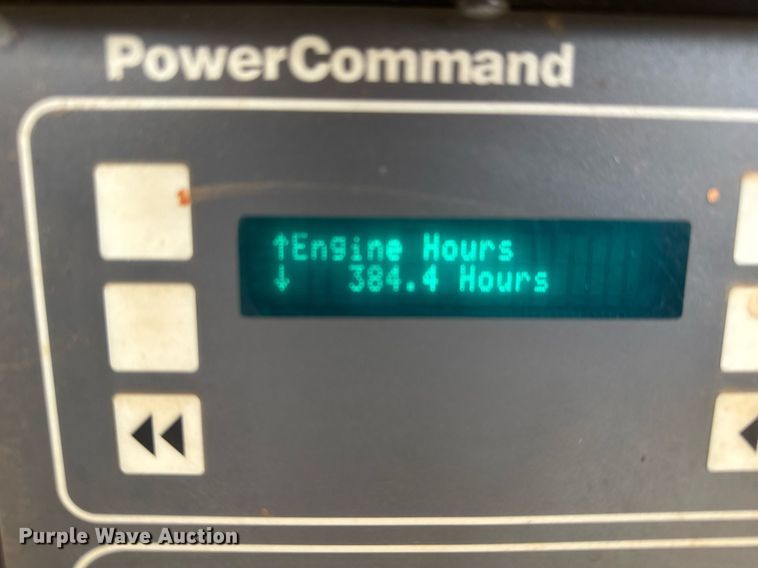 PowerCommand
↑Engine Hours
↓ 384.4 Hours
Purple Wave Auction